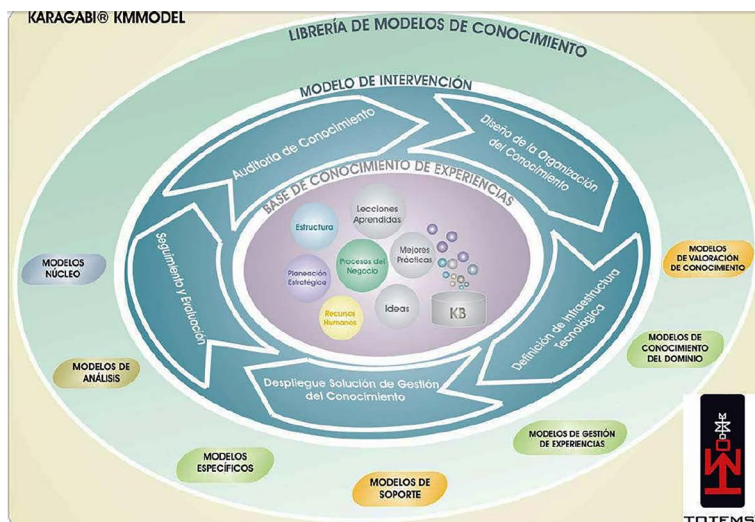 KARAGABI® KMMODEL
LIBRERÍA DE MODELOS DE CONOCIMIENTO
MODELO DE INTERVENCIÓN
Auditoria de Conocimiento
Diseño de la Organización
del Conocimiento
BASE DE CONOCIMIENTO DE EXPERIENCIAS
Lecciones
Aprendidas
Estructura
Mejores
Prácticas
Procesos del
Negocio
Planeación
Estratégica
Recursos
Humanos
Ideas
KB
Seguimiento y Evaluación
Definición de Infraestructura
Tecnológica
Despliegue Solución de Gestión
del Conocimiento
MODELOS
NÚCLEO
MODELOS
DE VALORACIÓN
DE CONOCIMIENTO
MODELOS DE
ANÁLISIS
MODELOS DE
CONOCIMIENTO
DEL DOMINIO
MODELOS
ESPECÍFICOS
MODELOS DE GESTIÓN
DE EXPERIENCIAS
MODELOS DE
SOPORTE
TOTEMS